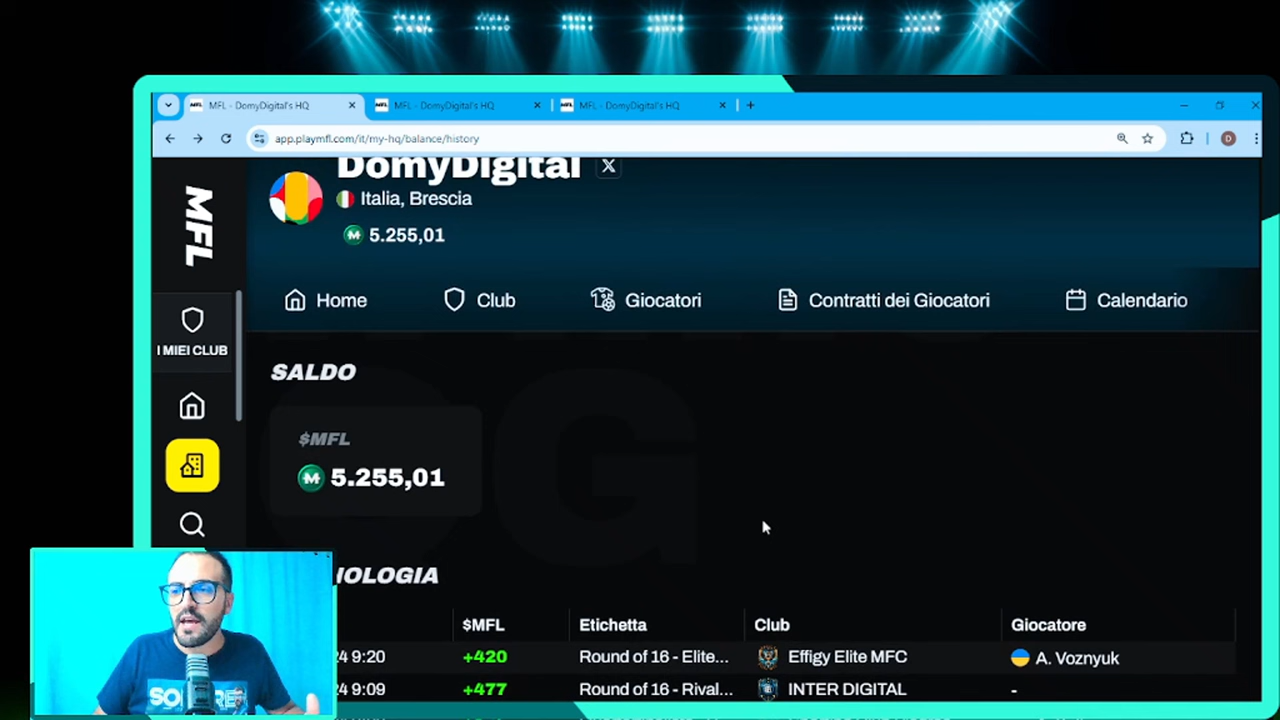 MFL - DomyDigital's HQ
MFL - DomyDigital's HQ
MFL - DomyDigital's HQ
app.playmfl.com/it/my-hq/balance/history
D
DomyDigital
MFL
Italia, Brescia
5.255,01
Home
Club
Giocatori
Contratti dei Giocatori
Calendario
I MIEI CLUB
SALDO
$MFL
5.255,01
OLOGIA
$MFL
Etichetta
Club
Giocatore
24 9:20
+420
Round of 16 - Elite...
Effigy Elite MFC
A. Voznyuk
24 9:09
+477
Round of 16 - Rival...
INTER DIGITAL
-